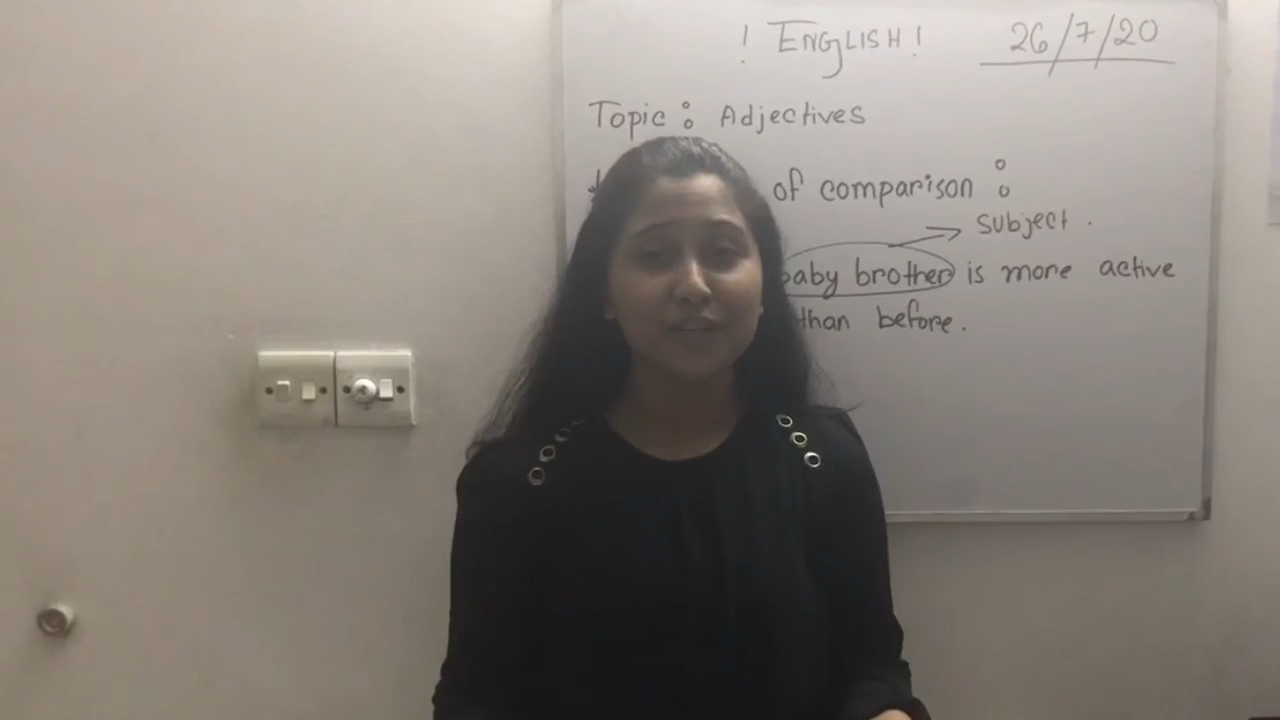 ! ENGLISH !
26/7/20
Topic : Adjectives
of comparison :
subject .
baby brother is more active
than before.